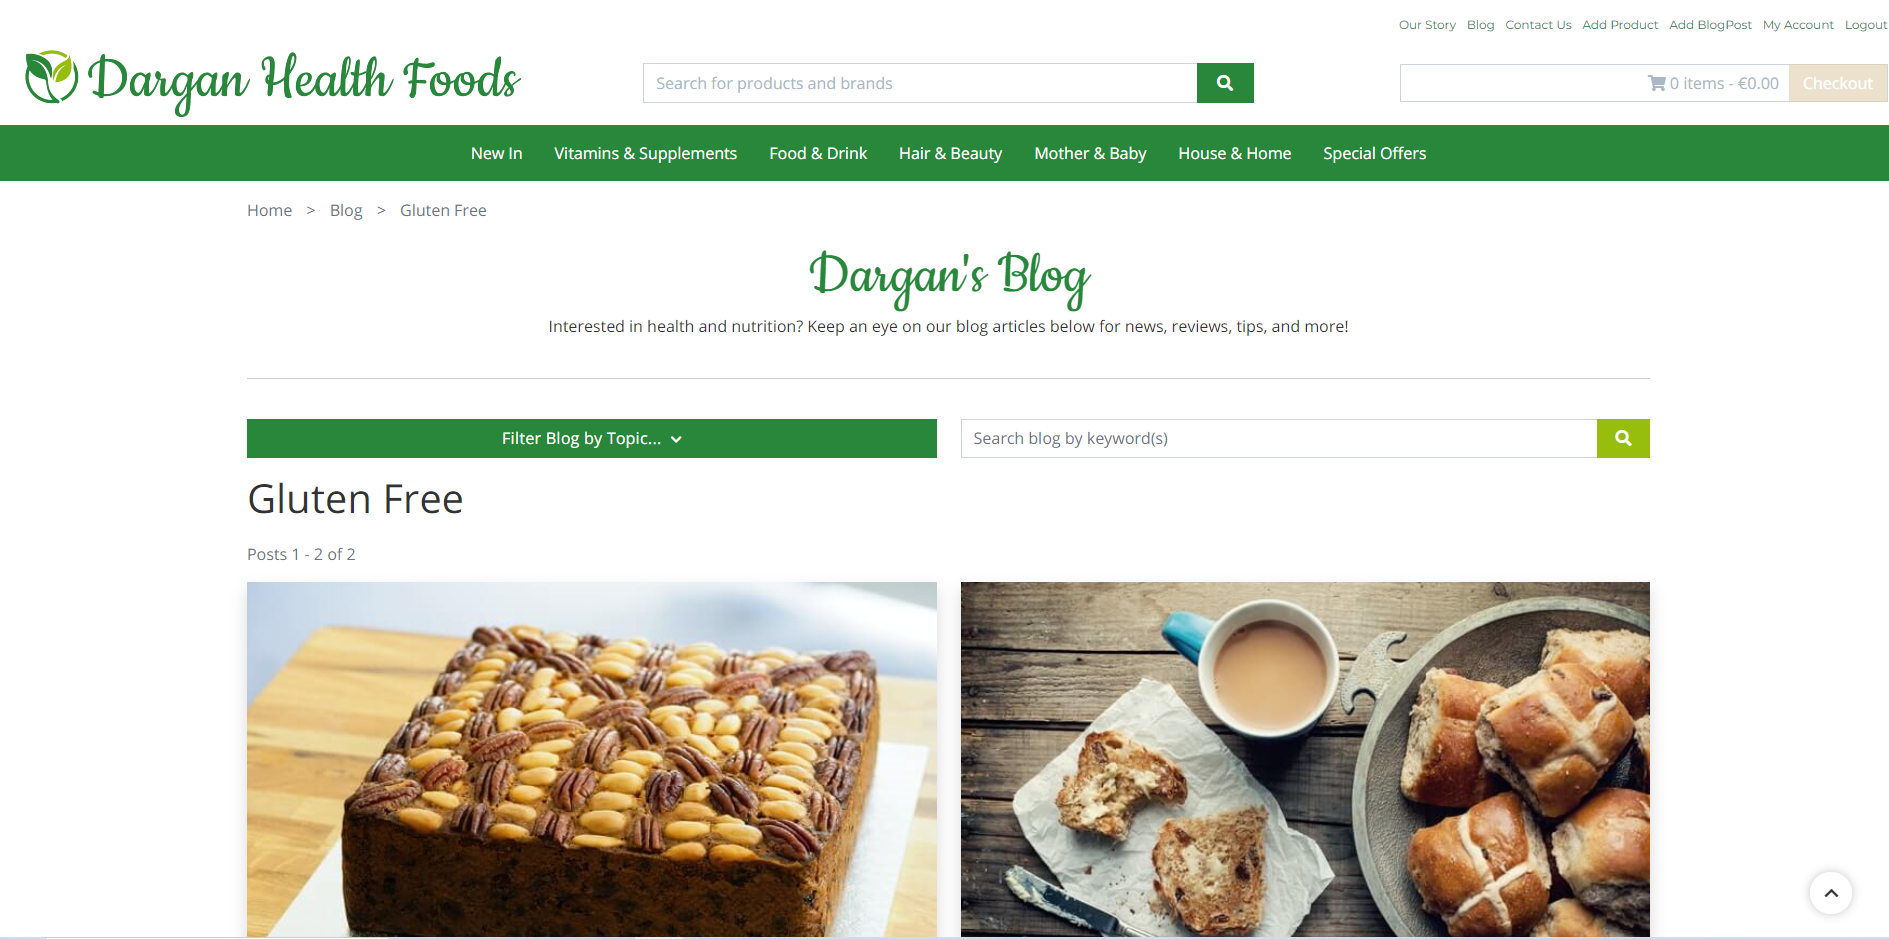 Our Story Blog Contact Us Add Product Add BlogPost My Account Logout
Dargan Health Foods
Search for products and brands
0 items - €0.00 Checkout
New In Vitamins & Supplements Food & Drink Hair & Beauty Mother & Baby House & Home Special Offers
Home > Blog > Gluten Free
Dargan's Blog
Interested in health and nutrition? Keep an eye on our blog articles below for news, reviews, tips, and more!
Filter Blog by Topic...
Search blog by keyword(s)
Gluten Free
Posts 1 - 2 of 2